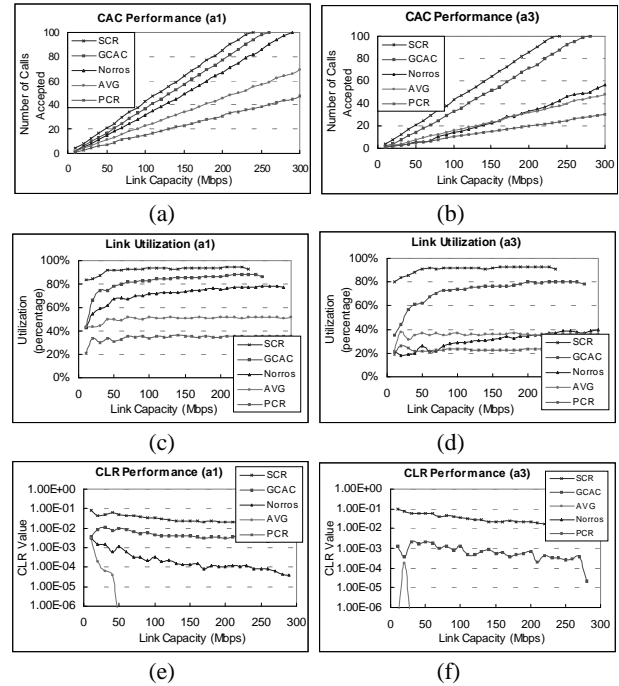 CAC Performance (a1)
Number of Calls
Accepted
100
80
60
40
20
0
SCR
GCAC
Norros
AVG
PCR
0 50 100 150 200 250 300
Link Capacity (Mbps)
(a)
CAC Performance (a3)
Number of Calls
Accepted
100
80
60
40
20
0
SCR
GCAC
Norros
AVG
PCR
0 50 100 150 200 250 300
Link Capacity (Mbps)
(b)
Link Utilization (a1)
Utilization
(percentage)
100%
80%
60%
40%
20%
0%
SCR
GCAC
Norros
AVG
PCR
0 50 100 150 200
Link Capacity (Mbps)
(c)
Link Utilization (a3)
Utilization
(percentage)
100%
80%
60%
40%
20%
0%
SCR
GCAC
Norros
AVG
PCR
0 50 100 150 200
Link Capacity (Mbps)
(d)
CLR Performance (a1)
CLR Value
1.00E+00
1.00E-01
1.00E-02
1.00E-03
1.00E-04
1.00E-05
1.00E-06
SCR
GCAC
Norros
AVG
PCR
0 50 100 150 200 250 300
Link Capacity (Mbps)
(e)
CLR Performance (a3)
CLR Value
1.00E+00
1.00E-01
1.00E-02
1.00E-03
1.00E-04
1.00E-05
1.00E-06
SCR
GCAC
AVG
Norros
PCR
0 50 100 150 200 250 300
Link Capacity (Mbps)
(f)